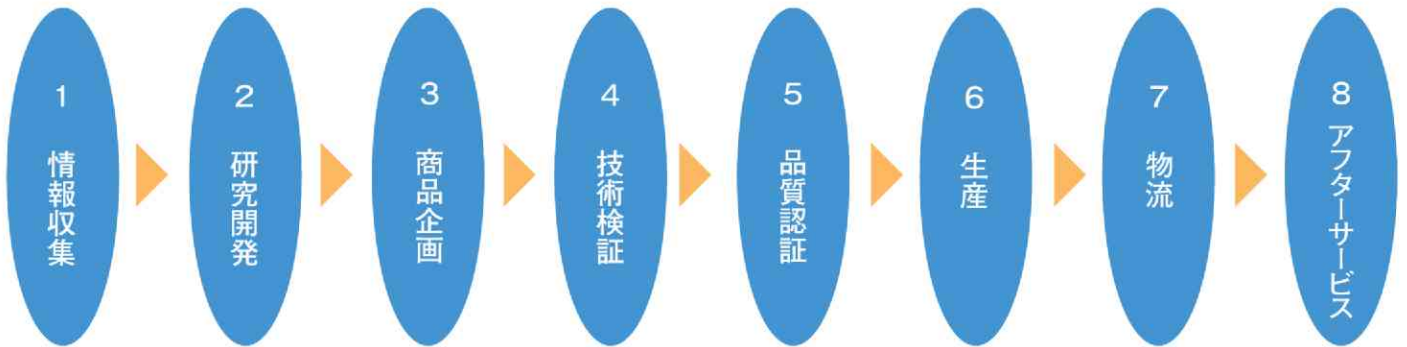 1 情報収集
2 研究開発
3 商品企画
4 技術検証
5 品質認証
6 生産
7 物流
8 アフターサービス